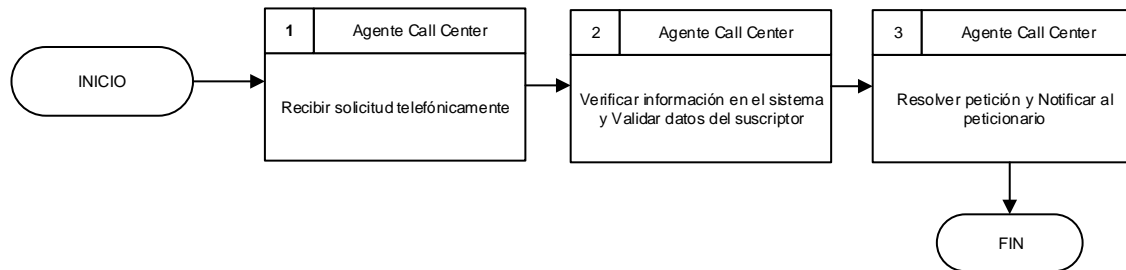 INICIO
1
Agente Call Center
Recibir solicitud telefónicamente
2
Agente Call Center
Verificar información en el sistema
y Validar datos del suscriptor
3
Agente Call Center
Resolver petición y Notificar al
peticionario
FIN